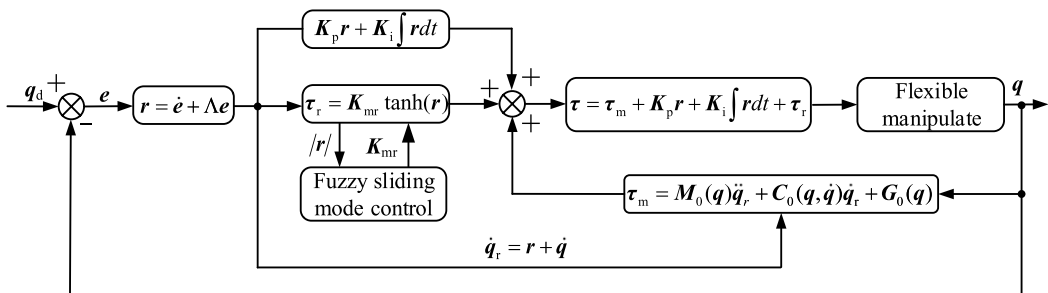 K_p r + K_i ∫ r dt
q_d
+
−
e
r = ė + Λe
τ_r = K_mr tanh(r)
+
+
+
τ = τ_m + K_p r + K_i ∫ r dt + τ_r
Flexible
manipulate
q
/r/
K_mr
Fuzzy sliding
mode control
τ_m = M_0(q)q̈_r + C_0(q,q̇)q̇_r + G_0(q)
q̇_r = r + q̇